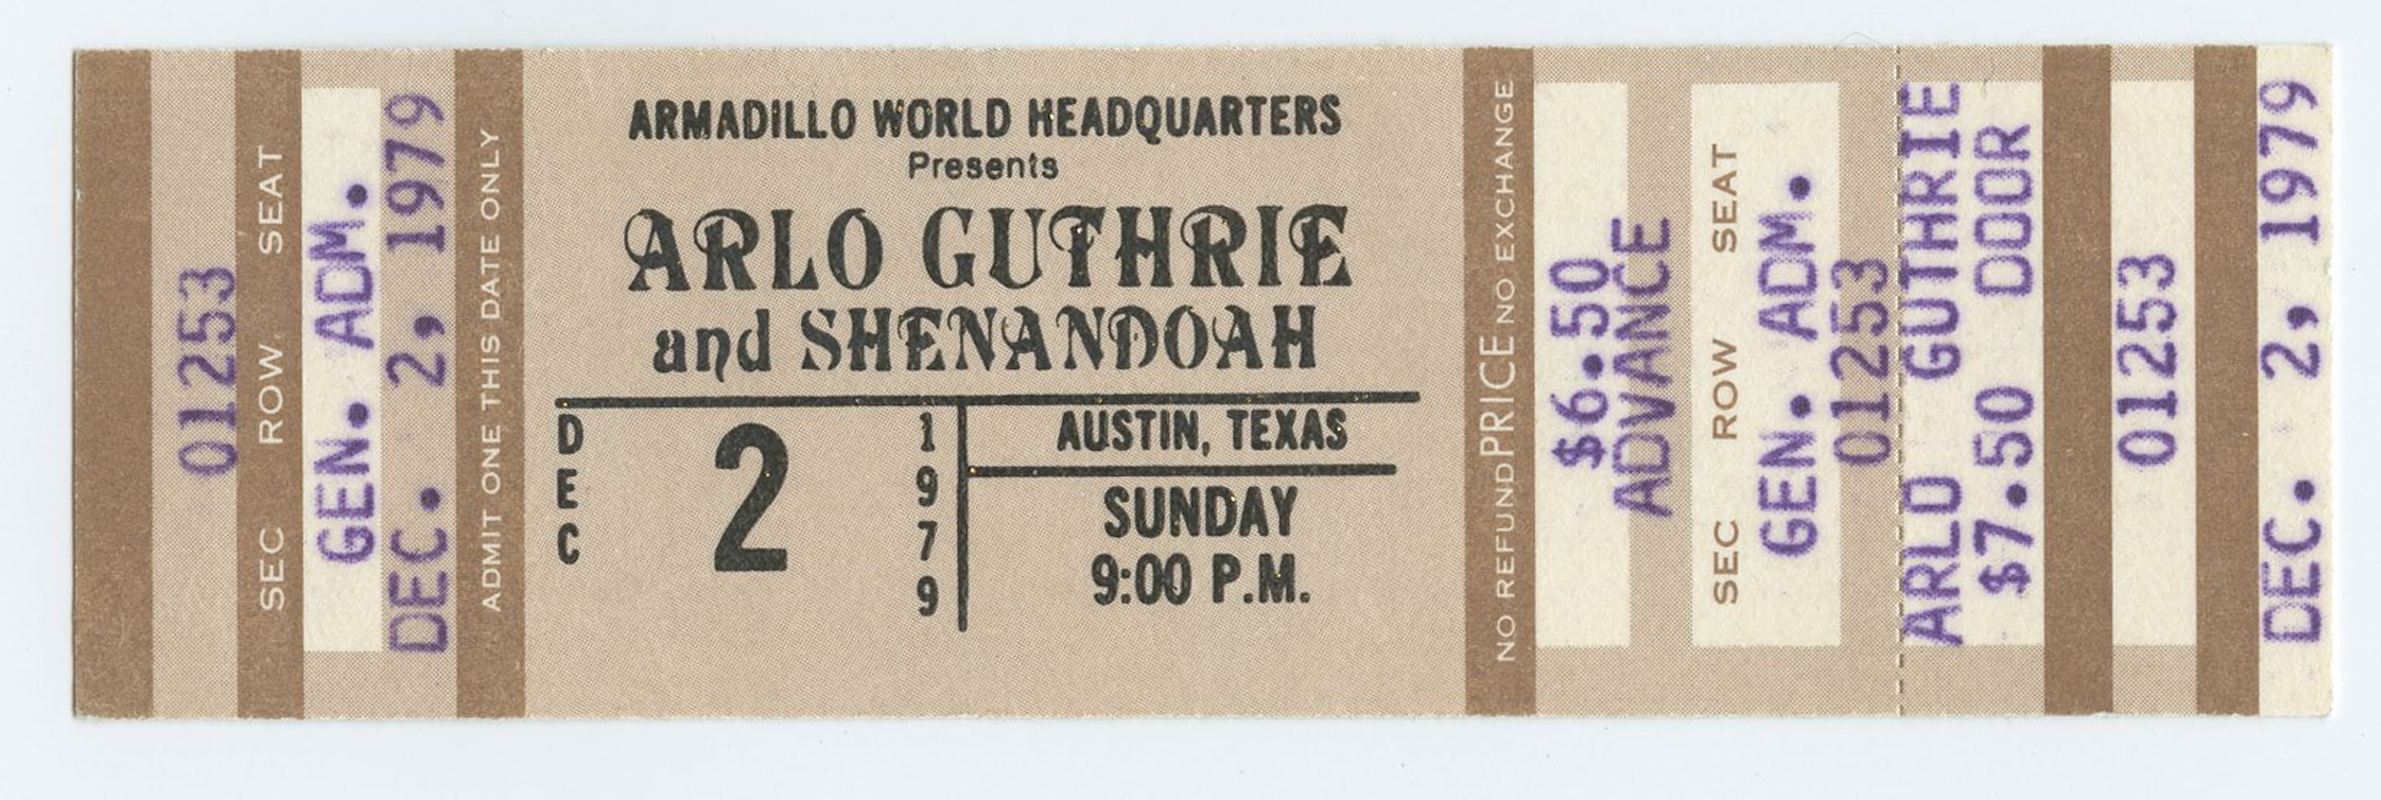 01253
SEC ROW SEAT
GEN. ADM.
DEC. 2, 1979
ADMIT ONE THIS DATE ONLY
ARMADILLO WORLD HEADQUARTERS
Presents
ARLO GUTHRIE
and SHENANDOAH
DEC
2
1979
AUSTIN, TEXAS
SUNDAY
9:00 P.M.
NO REFUND PRICE NO EXCHANGE
$6.50
ADVANCE
SEC ROW SEAT
GEN. ADM.
01253
ARLO GUTHRIE
$7.50 DOOR
01253
DEC. 2, 1979